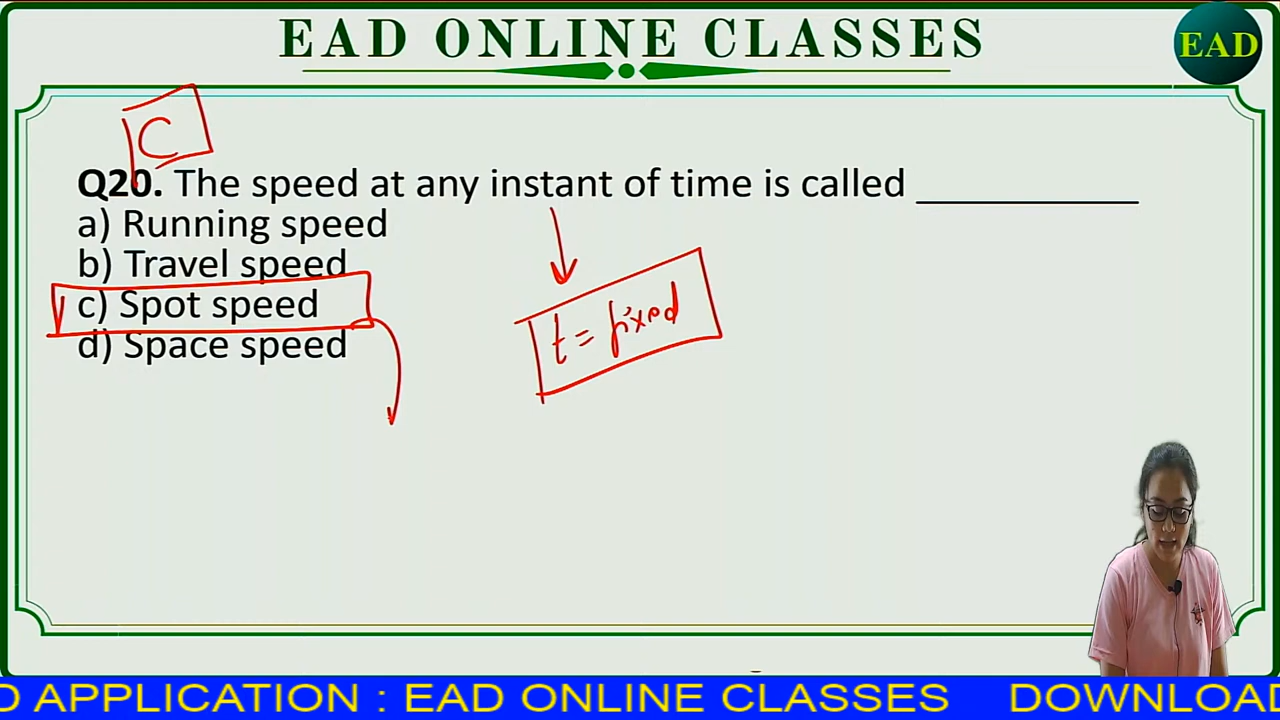 EAD ONLINE CLASSES
EAD
C
Q20. The speed at any instant of time is called ___________
a) Running speed
b) Travel speed
c) Spot speed
d) Space speed
t = fixed
D APPLICATION : EAD ONLINE CLASSES DOWNLOAD